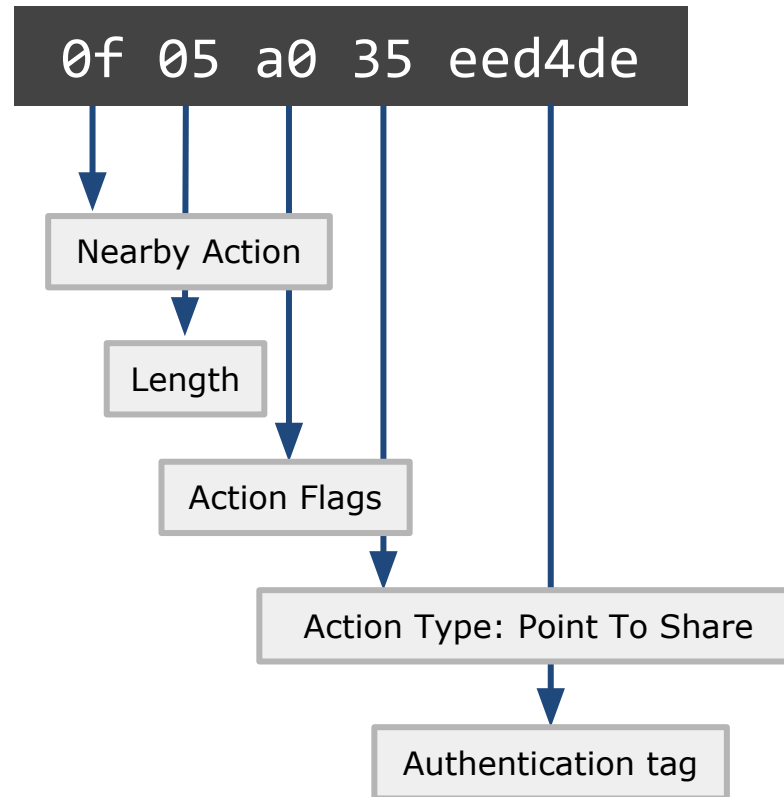 0f 05 a0 35 eed4de
Nearby Action
Length
Action Flags
Action Type: Point To Share
Authentication tag